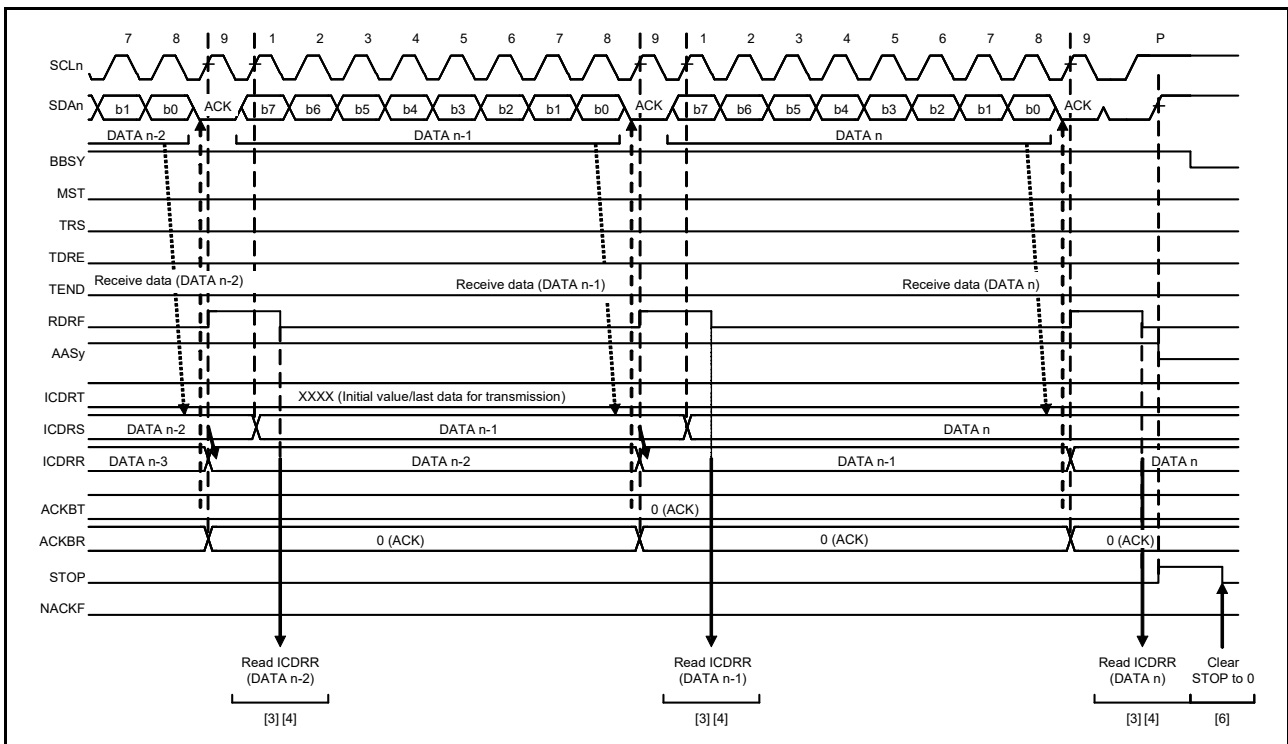 7 8 9 1 2 3 4 5 6 7 8 9 1 2 3 4 5 6 7 8 9 P
SCLn
SDAn b1 b0 ACK b7 b6 b5 b4 b3 b2 b1 b0 ACK b7 b6 b5 b4 b3 b2 b1 b0 ACK
DATA n-2 DATA n-1 DATA n
BBSY
MST
TRS
TDRE
Receive data (DATA n-2) Receive data (DATA n-1) Receive data (DATA n)
TEND
RDRF
AASy
ICDRT XXXX (Initial value/last data for transmission)
ICDRS DATA n-2 DATA n-1 DATA n
ICDRR DATA n-3 DATA n-2 DATA n-1 DATA n
ACKBT 0 (ACK)
ACKBR 0 (ACK) 0 (ACK) 0 (ACK)
STOP
NACKF
Read ICDRR Read ICDRR Read ICDRR Clear
(DATA n-2) (DATA n-1) (DATA n) STOP to 0
[3] [4] [3] [4] [3] [4] [6]